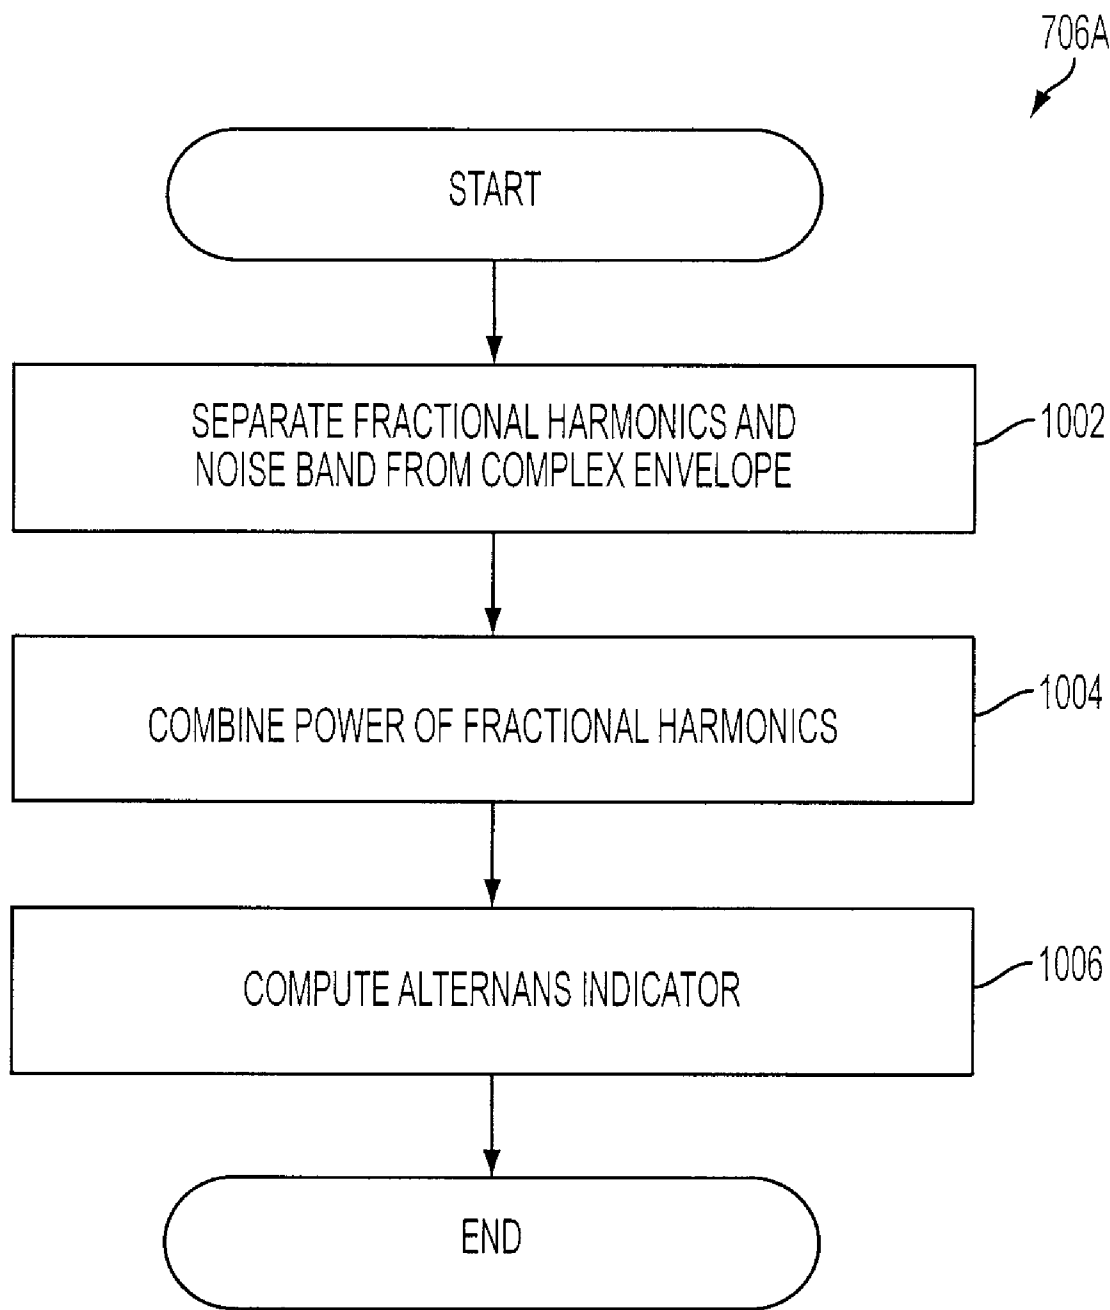 706A
START
SEPARATE FRACTIONAL HARMONICS AND
NOISE BAND FROM COMPLEX ENVELOPE
1002
COMBINE POWER OF FRACTIONAL HARMONICS
1004
COMPUTE ALTERNANS INDICATOR
1006
END